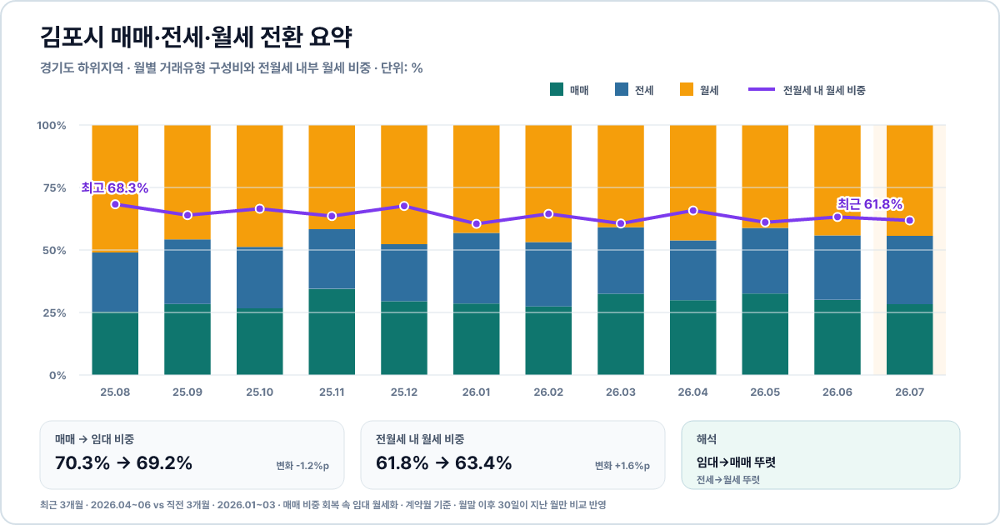 김포시 매매·전세·월세 전환 요약
경기도 하위지역 · 월별 거래유형 구성비와 전월세 내부 월세 비중 · 단위: %
매매 전세 월세 전월세 내 월세 비중
100%
75%
50%
25%
0%
최고 68.3%
최근 61.8%
25.08 25.09 25.10 25.11 25.12 26.01 26.02 26.03 26.04 26.05 26.06 26.07
매매 → 임대 비중
70.3% → 69.2%
변화 -1.2%p
전월세 내 월세 비중
61.8% → 63.4%
변화 +1.6%p
해석
임대→매매 뚜렷
전세→월세 뚜렷
최근 3개월 · 2026.04~06 vs 직전 3개월 · 2026.01~03 · 매매 비중 회복 속 임대 월세화 · 계약월 기준 · 월말 이후 30일이 지난 월만 비교 반영